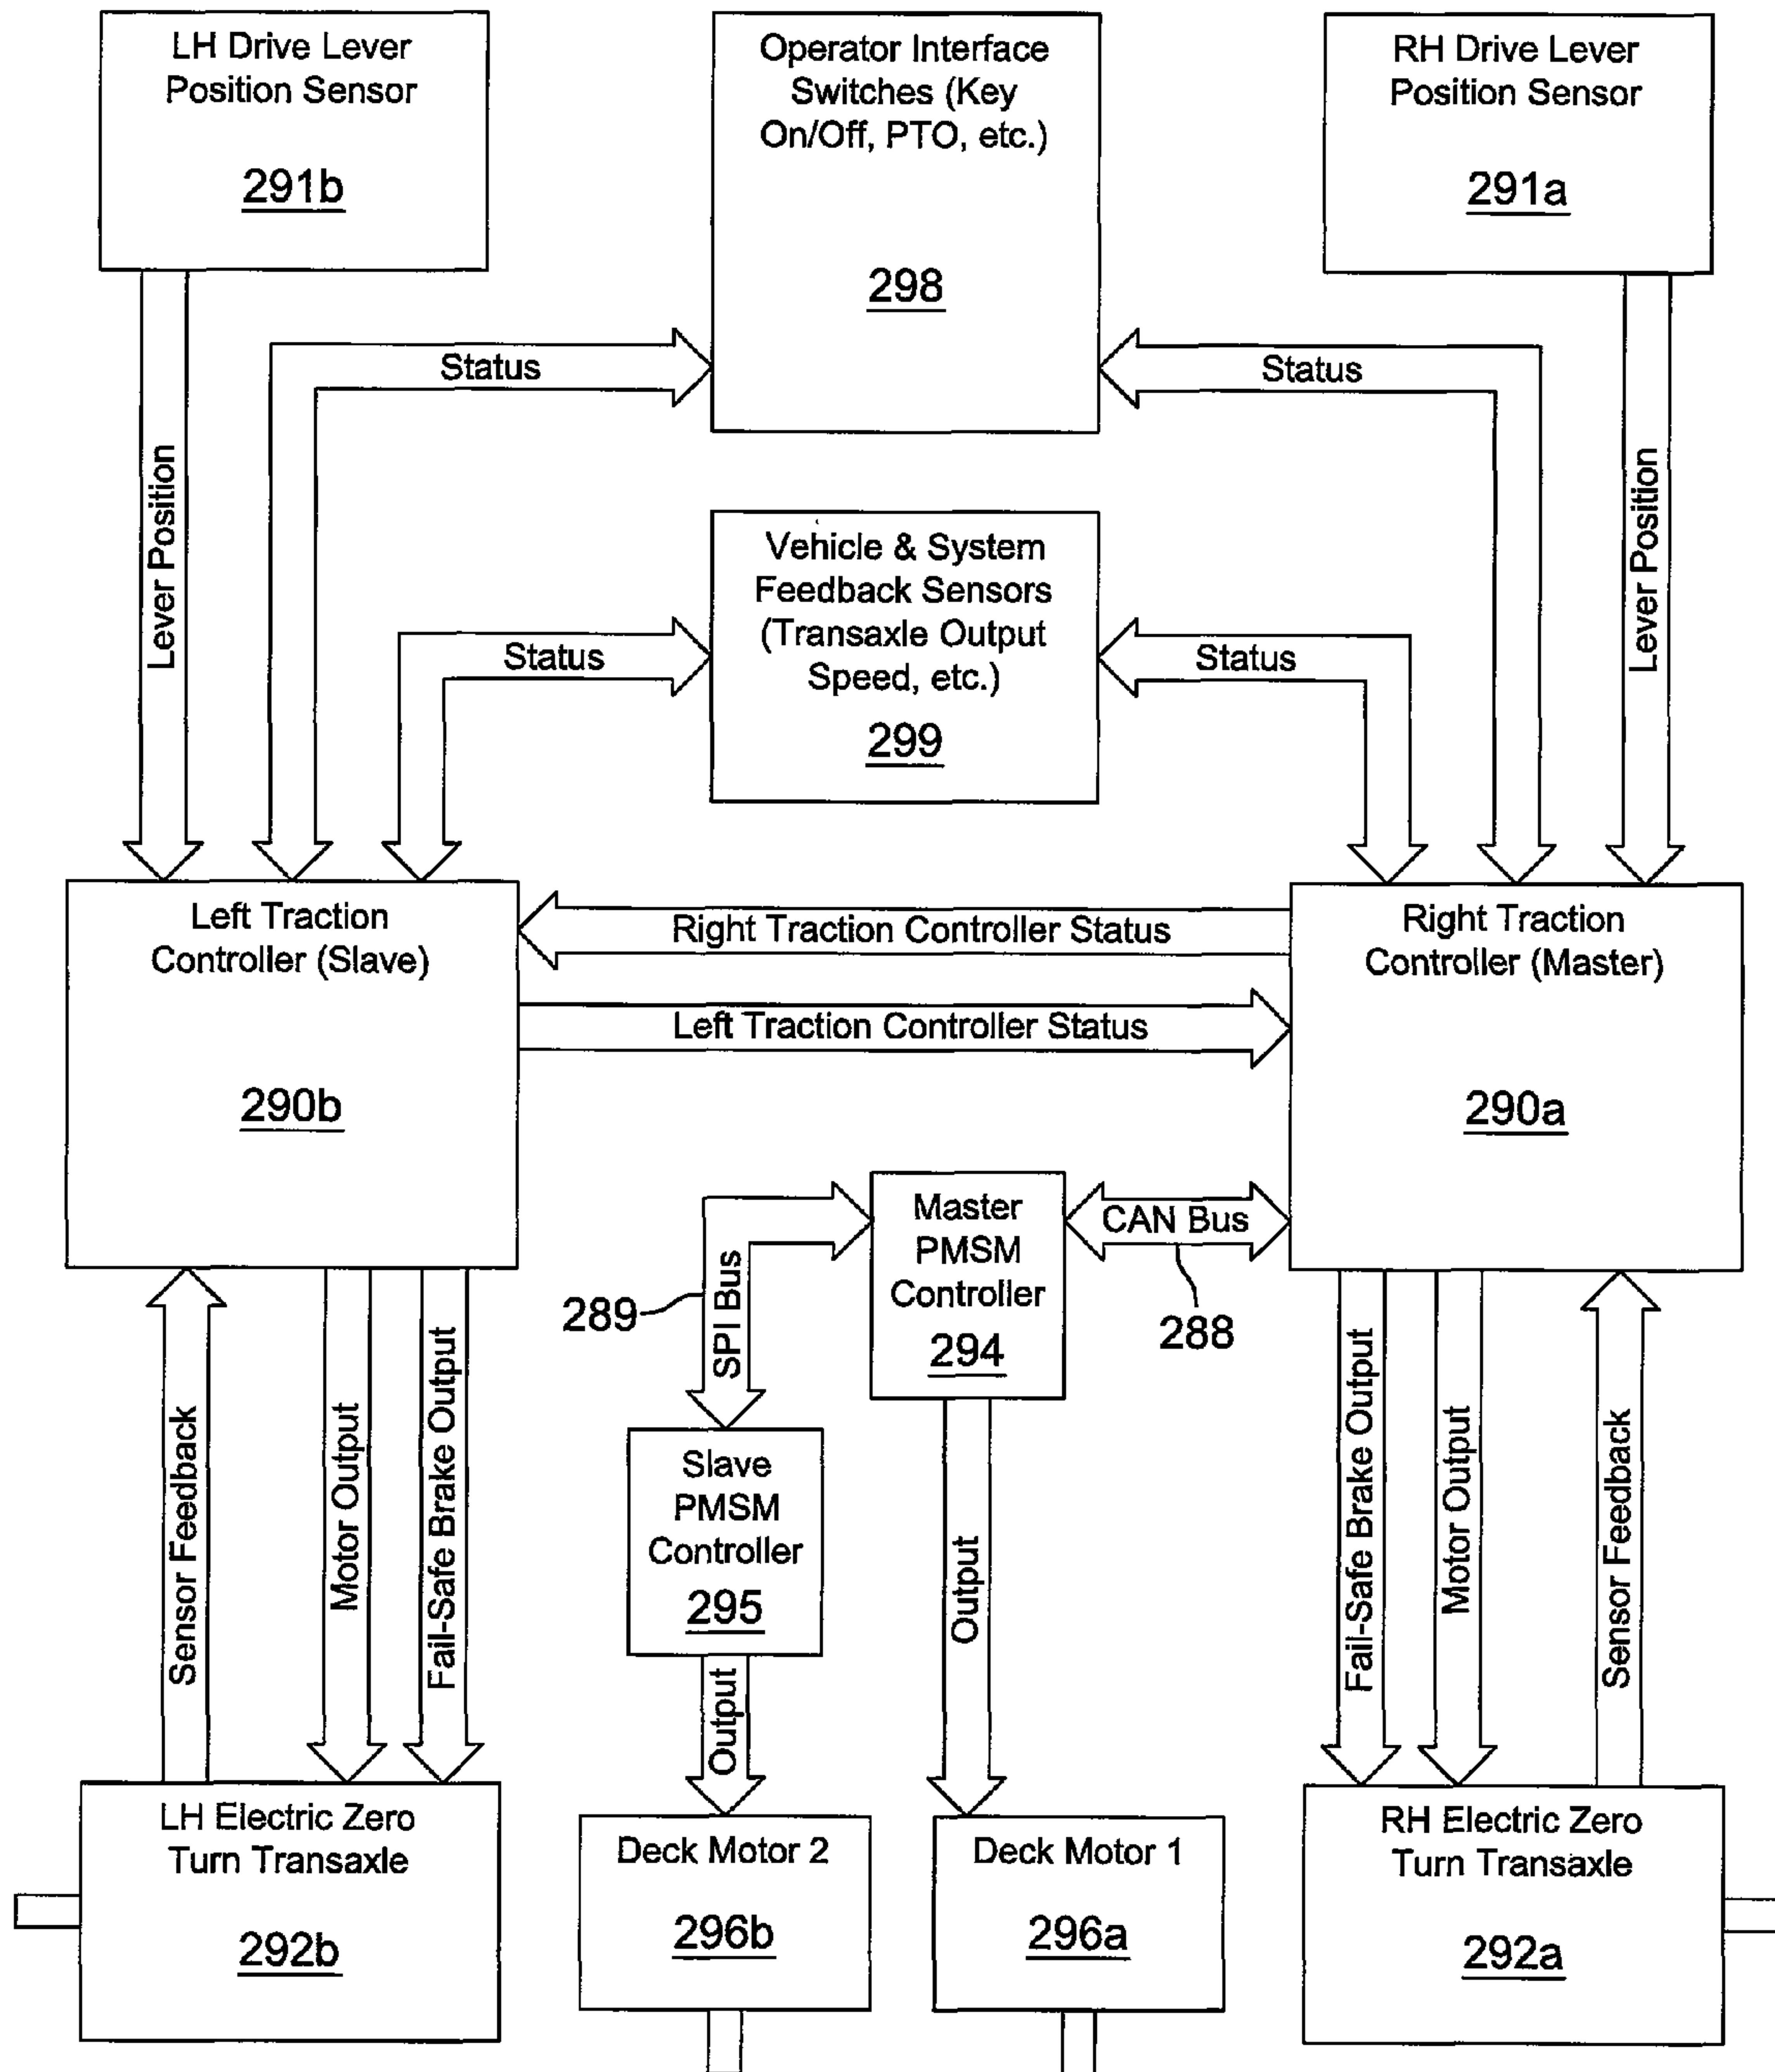 LH Drive Lever
Position Sensor
291b
Operator Interface
Switches (Key
On/Off, PTO, etc.)
298
RH Drive Lever
Position Sensor
291a
Status
Status
Lever Position
Lever Position
Vehicle & System
Feedback Sensors
(Transaxle Output
Speed, etc.)
299
Status
Status
Left Traction
Controller (Slave)
290b
Right Traction Controller Status
Left Traction Controller Status
Right Traction
Controller (Master)
290a
Master
PMSM
Controller
294
CAN Bus
288
SPI Bus
289
Slave
PMSM
Controller
295
Sensor Feedback
Motor Output
Fail-Safe Brake Output
Output
Output
Fail-Safe Brake Output
Motor Output
Sensor Feedback
LH Electric Zero
Turn Transaxle
292b
Deck Motor 2
296b
Deck Motor 1
296a
RH Electric Zero
Turn Transaxle
292a